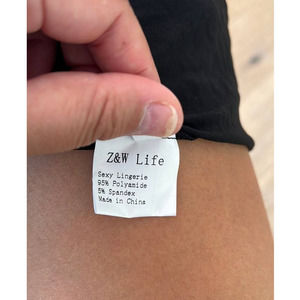 Z&W Life
Sexy Lingerie
95% Polyamide
5% Spandex
Made in China